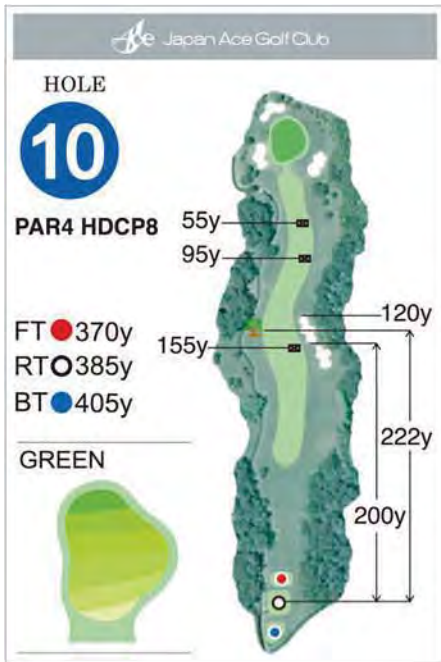 Ace Japan Ace Golf Club
HOLE
10
PAR4 HDCP8
FT 370y
RT 385y
BT 405y
GREEN
55y
95y
120y
155y
222y
200y